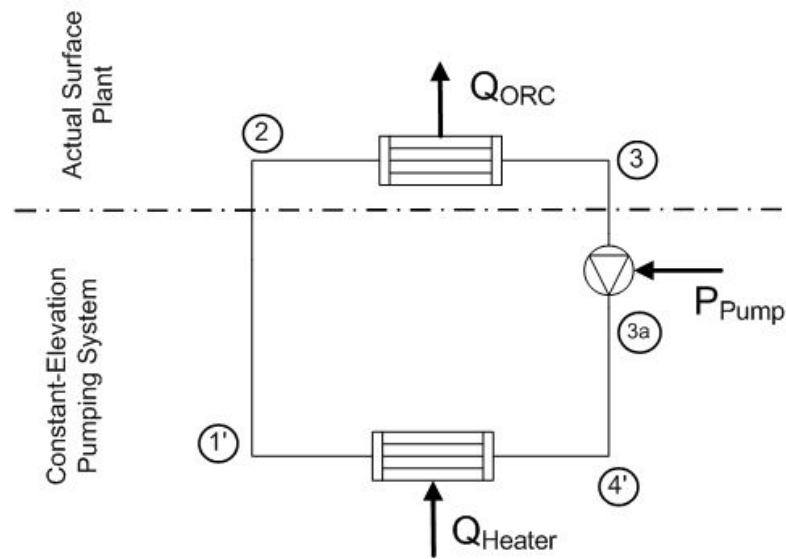 Actual Surface
Plant
Q_ORC
2
3
Constant-Elevation
Pumping System
P_Pump
3a
1'
4'
Q_Heater